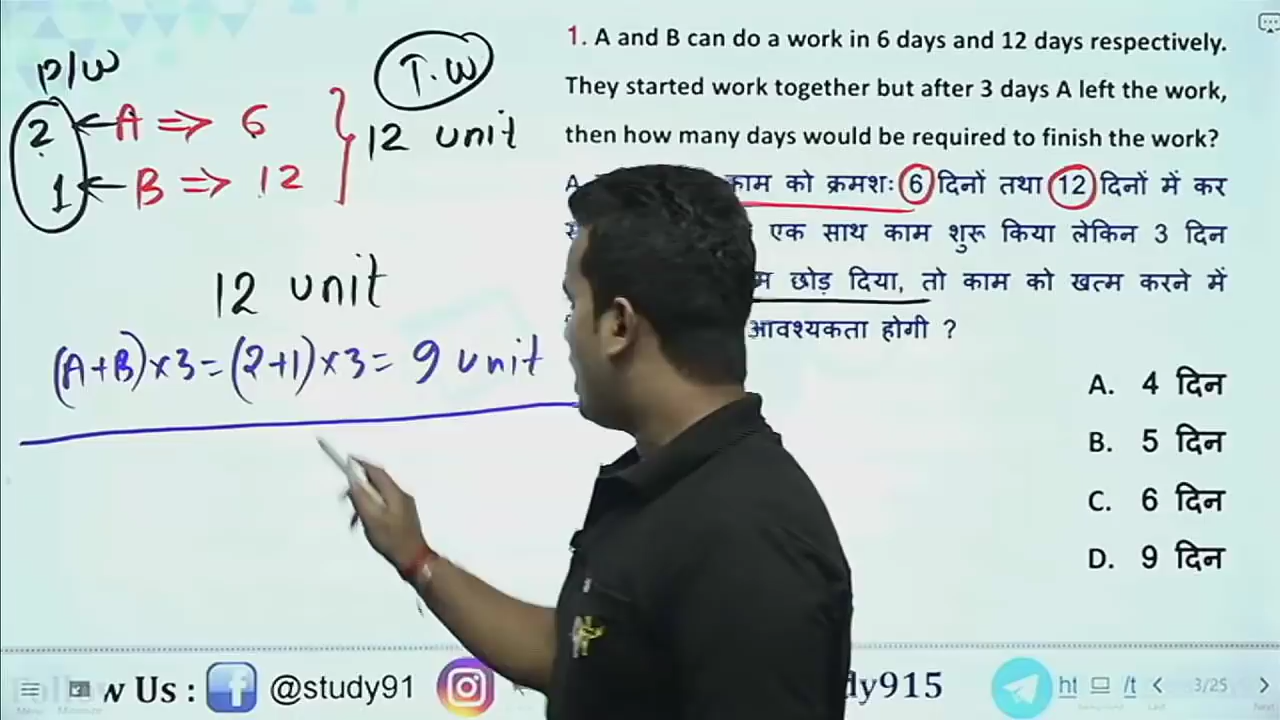 P/W
2 ← A ⇒ 6
1 ← B ⇒ 12
T.W
12 unit
12 unit
(A+B)×3=(2+1)×3= 9 unit
1. A and B can do a work in 6 days and 12 days respectively.
They started work together but after 3 days A left the work,
then how many days would be required to finish the work?
A काम को क्रमशः 6 दिनों तथा 12 दिनों में कर
एक साथ काम शुरू किया लेकिन 3 दिन
छोड़ दिया, तो काम को खत्म करने में
आवश्यकता होगी ?
A. 4 दिन
B. 5 दिन
C. 6 दिन
D. 9 दिन
w Us : @study91 dy915 ht /t 3/25